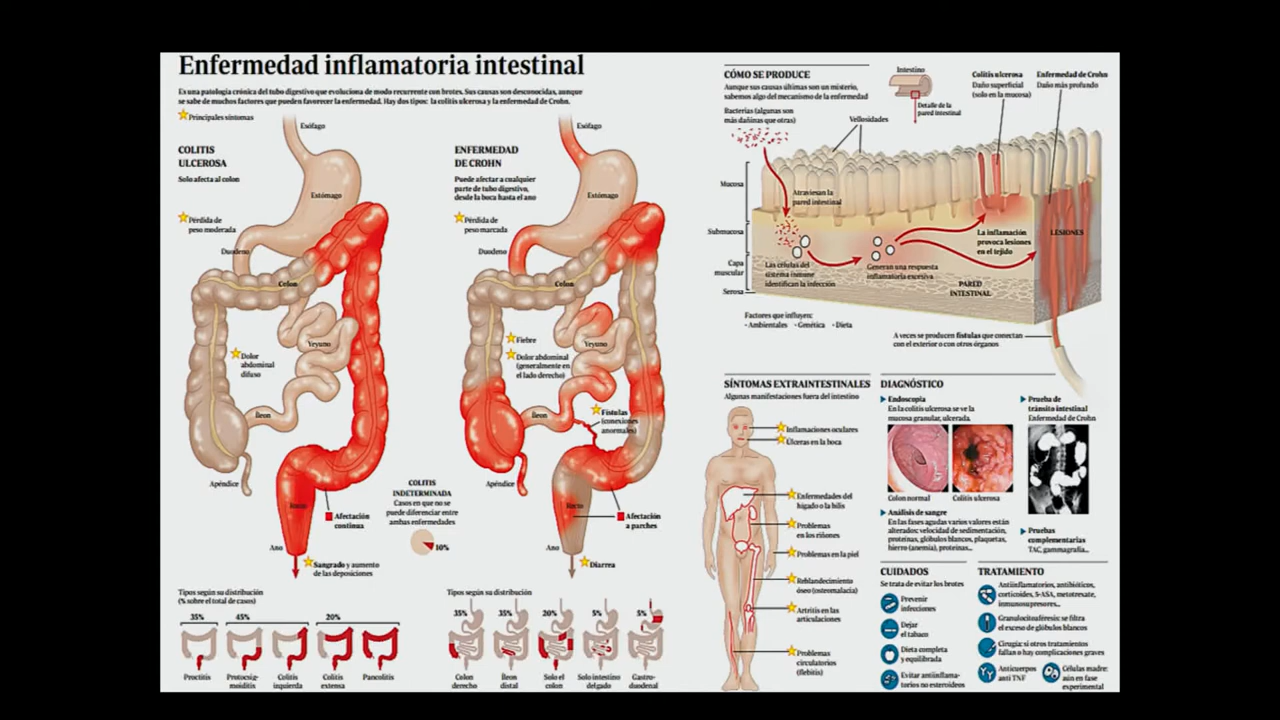 Enfermedad inflamatoria intestinal
Es una patología crónica del tubo digestivo que evoluciona de modo recurrente con brotes. Sus causas son desconocidas, aunque
se sabe de muchos factores que pueden favorecer la enfermedad. Hay dos tipos: la colitis ulcerosa y la enfermedad de Crohn.
Principales síntomas
COLITIS
ULCEROSA
Solo afecta al colon
Esófago
Estómago
Pérdida de
peso moderada
Duodeno
Colon
Yeyuno
Dolor
abdominal
difuso
Íleon
Apéndice
Recto
Afectación
continua
Ano
Sangrado y aumento
de las deposiciones
COLITIS
INDETERMINADA
Casos en que no se
puede diferenciar entre
ambas enfermedades
10%
Tipos según su distribución
(% sobre el total de casos)
35%
45%
20%
Proctitis
Protocsig-
moiditis
Colitis
izquierda
Colitis
extensa
Pancolitis
ENFERMEDAD
DE CROHN
Puede afectar a cualquier
parte de tubo digestivo,
desde la boca hasta el ano
Esófago
Estómago
Pérdida de
peso marcada
Duodeno
Colon
Fiebre
Yeyuno
Dolor abdominal
(generalmente en
el lado derecho)
Íleon
Fístulas
(conexiones
anormales)
Apéndice
Recto
Afectación
a parches
Ano
Diarrea
Tipos según su distribución
35%
35%
20%
5%
5%
Colon
derecho
Íleon
distal
Solo el
colon
Solo intestino
delgado
Gastro-
duodenal
CÓMO SE PRODUCE
Aunque sus causas últimas son un misterio,
sabemos algo del mecanismo de la enfermedad
Bacterias (algunas son
más dañinas que otras)
Vellosidades
Intestino
Detalle de la
pared intestinal
Colitis ulcerosa
Daño superficial
(solo en la mucosa)
Enfermedad de Crohn
Daño más profundo
Mucosa
Submucosa
Capa
muscular
Serosa
Atraviesan la
pared intestinal
Las células del
sistema inmune
identifican la infección
Generan una respuesta
inflamatoria excesiva
La inflamación
provoca lesiones
en el tejido
LESIONES
PARED
INTESTINAL
Factores que influyen:
· Ambientales · Genética · Dieta
A veces se producen fístulas que conectan
con el exterior o con otros órganos
SÍNTOMAS EXTRAINTESTINALES
Algunas manifestaciones fuera del intestino
Inflamaciones oculares
Úlceras en la boca
Enfermedades del
hígado o la bilis
Problemas
en los riñones
Problemas en la piel
Reblandecimiento
óseo (osteomalacia)
Artritis en las
articulaciones
Problemas
circulatorios
(flebitis)
DIAGNÓSTICO
Endoscopia
En la colitis ulcerosa se ve la
mucosa granular, ulcerada.
Colon normal
Colitis ulcerosa
Prueba de
tránsito intestinal
Enfermedad de Crohn
Análisis de sangre
En las fases agudas varios valores están
alterados: velocidad de sedimentación,
proteínas, glóbulos blancos, plaquetas,
hierro (anemia), proteínas...
Pruebas
complementarias
TAC, gammagrafía...
CUIDADOS
Se trata de evitar los brotes
Prevenir
infecciones
Dejar
el tabaco
Dieta completa
y equilibrada
Evitar antiinflama-
torios no esteroideos
TRATAMIENTO
Antiinflamatorios, antibióticos,
corticoides, 5-ASA, metotresate,
inmunosupresores...
Granulocitoaféresis: se filtra
el exceso de glóbulos blancos
Cirugía: si otros tratamientos
fallan o hay complicaciones graves
Anticuerpos
anti TNF
Células madre:
aún en fase
experimental